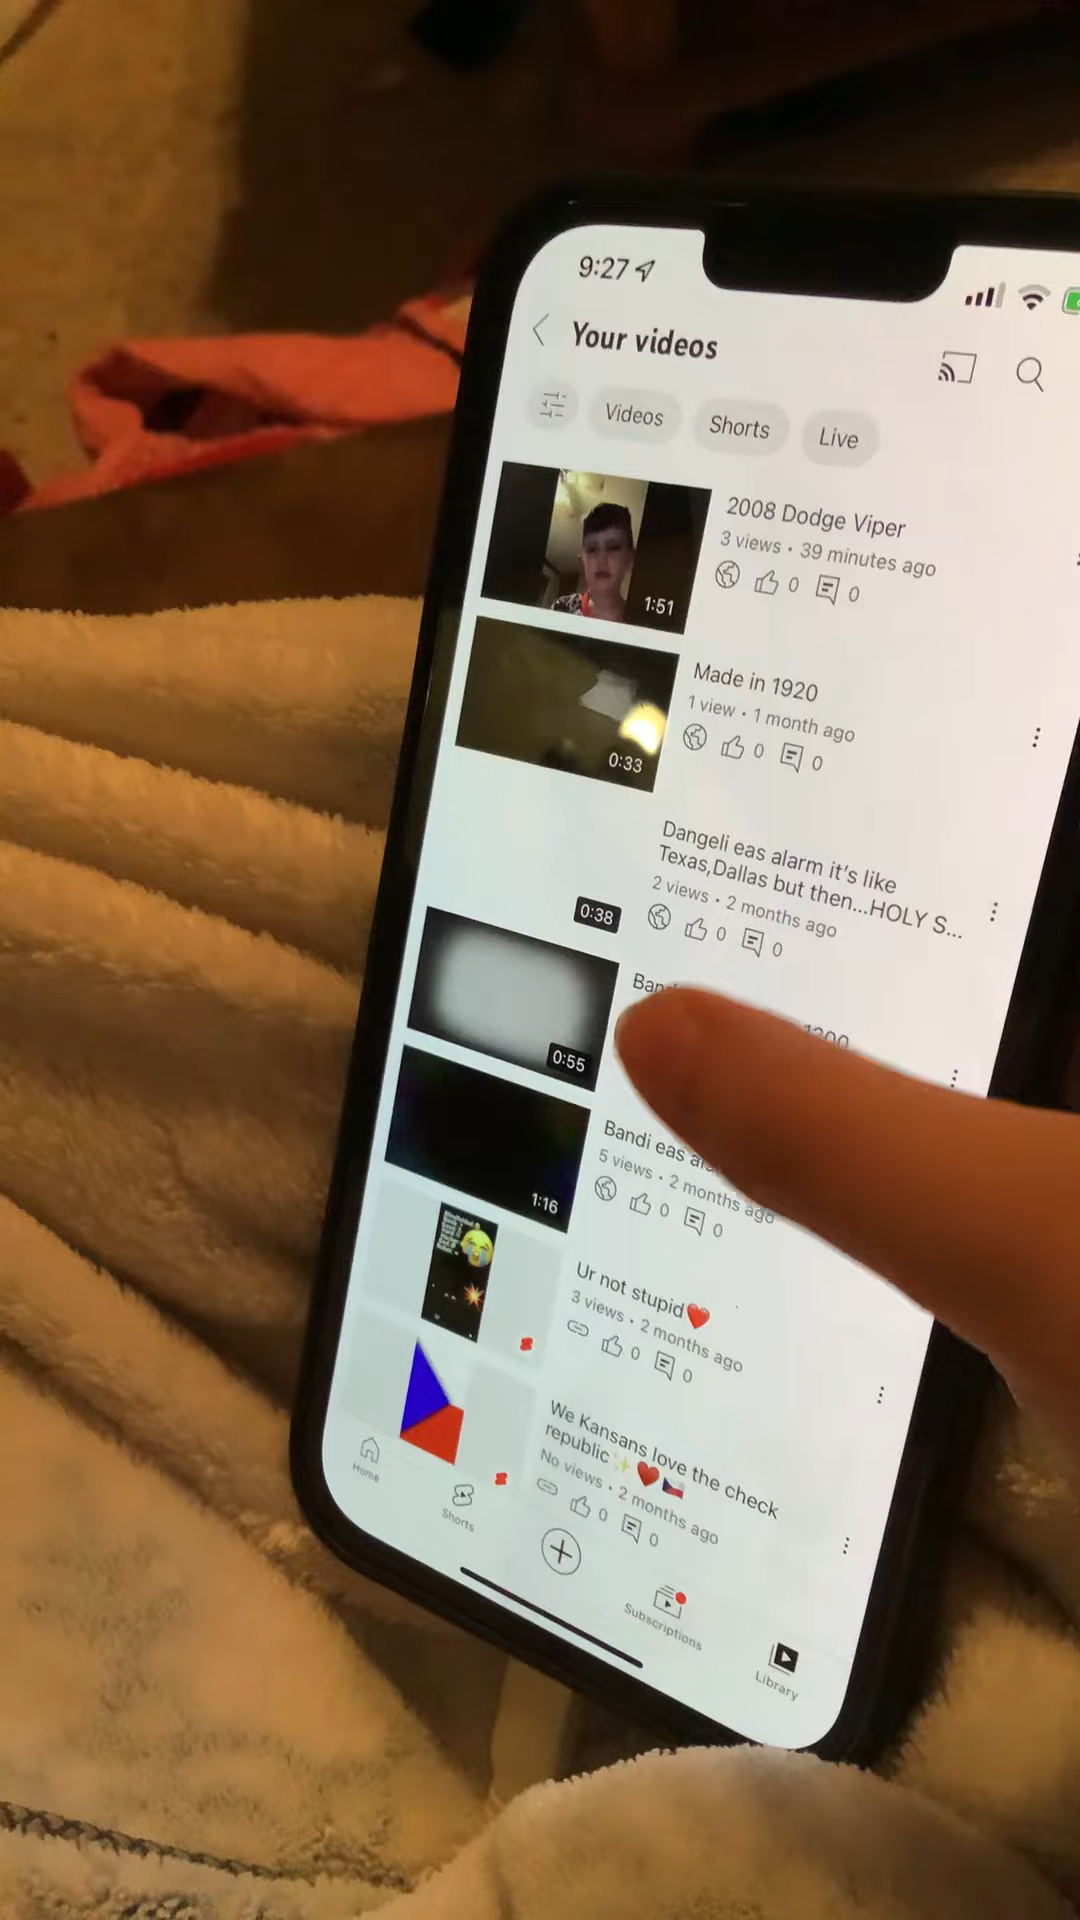 9:27
Your videos
Videos Shorts Live
2008 Dodge Viper
3 views • 39 minutes ago
0 0
1:51
Made in 1920
1 view • 1 month ago
0 0
0:33
Dangeli eas alarm it's like
Texas,Dallas but then...HOLY S...
2 views • 2 months ago
0 0
0:38
0:55
Bandi eas
5 views • 2 months ago
0 0
1:16
Ur not stupid❤️
3 views • 2 months ago
0 0
We Kansans love the check
republic✨❤️🇨🇿
No views • 2 months ago
0 0
Home
Shorts
Subscriptions
Library